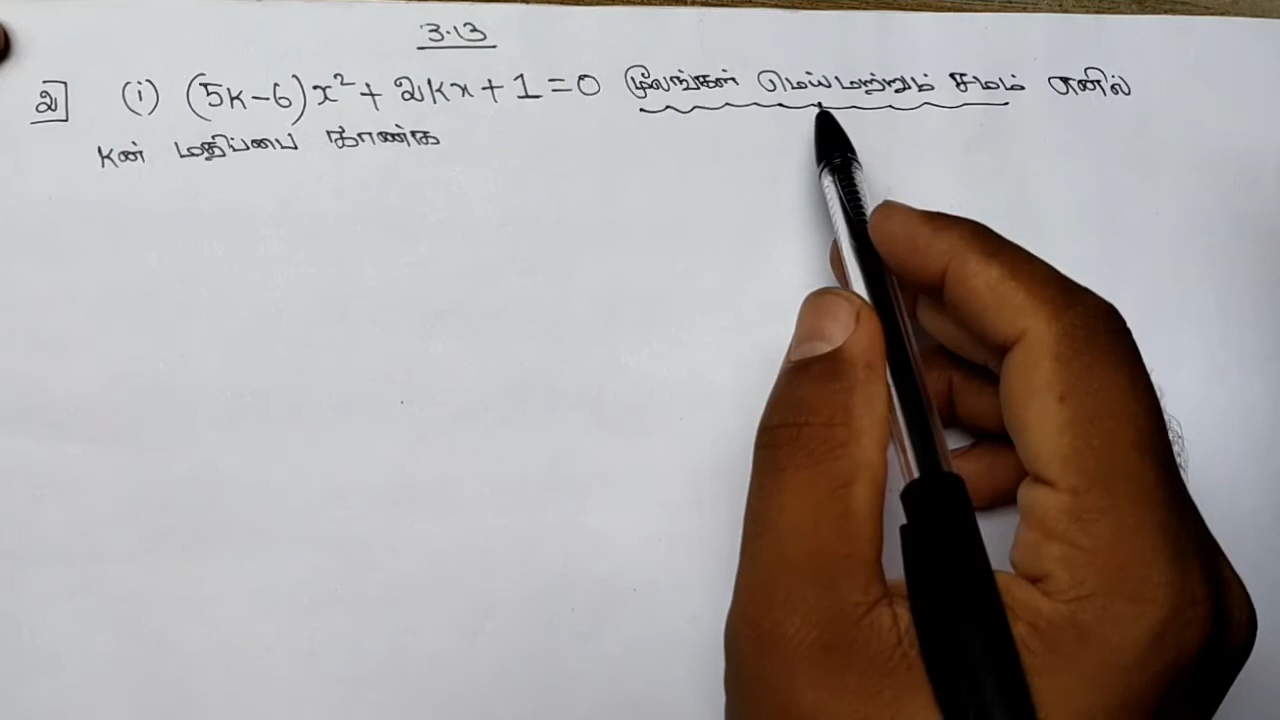 3.13
2] (i) (5k-6)x² + 2kx + 1 = 0 மூலங்கள் மெய்மற்றும் சமம் எனில்
kன் மதிப்பை காண்க